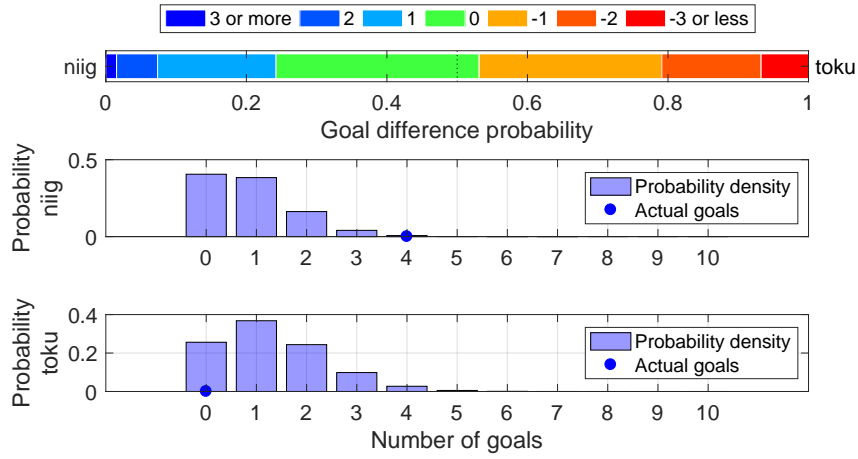 3 or more 2 1 0 -1 -2 -3 or less
niig toku
0 0.2 0.4 0.6 0.8 1
Goal difference probability
Probability
niig
0.5
0
Probability density
Actual goals
0 1 2 3 4 5 6 7 8 9 10
Probability
toku
0.4
0.2
0
Probability density
Actual goals
0 1 2 3 4 5 6 7 8 9 10
Number of goals